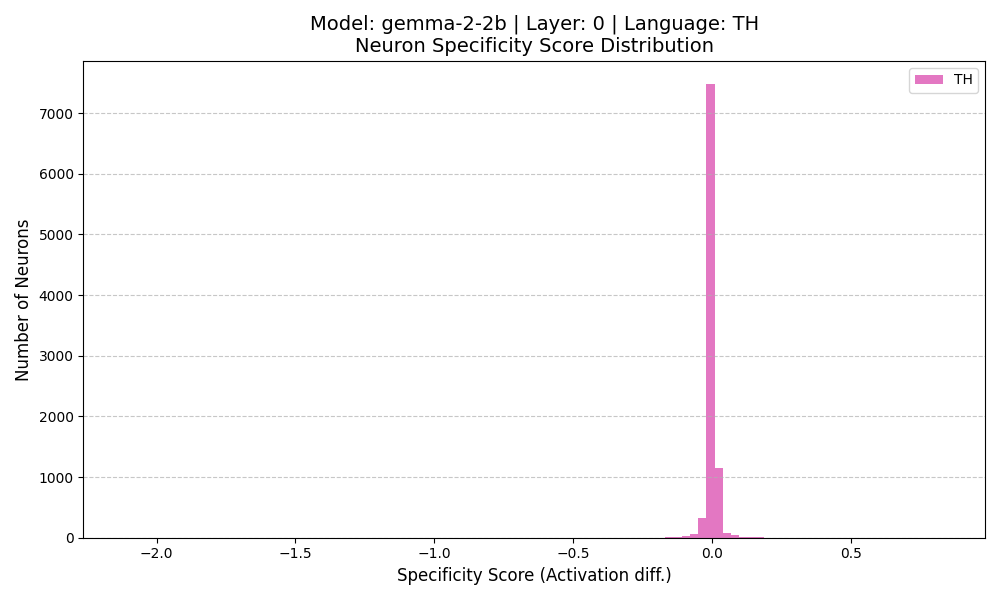 Model: gemma-2-2b | Layer: 0 | Language: TH
Neuron Specificity Score Distribution
TH
Number of Neurons
7000
6000
5000
4000
3000
2000
1000
0
−2.0 −1.5 −1.0 −0.5 0.0 0.5
Specificity Score (Activation diff.)